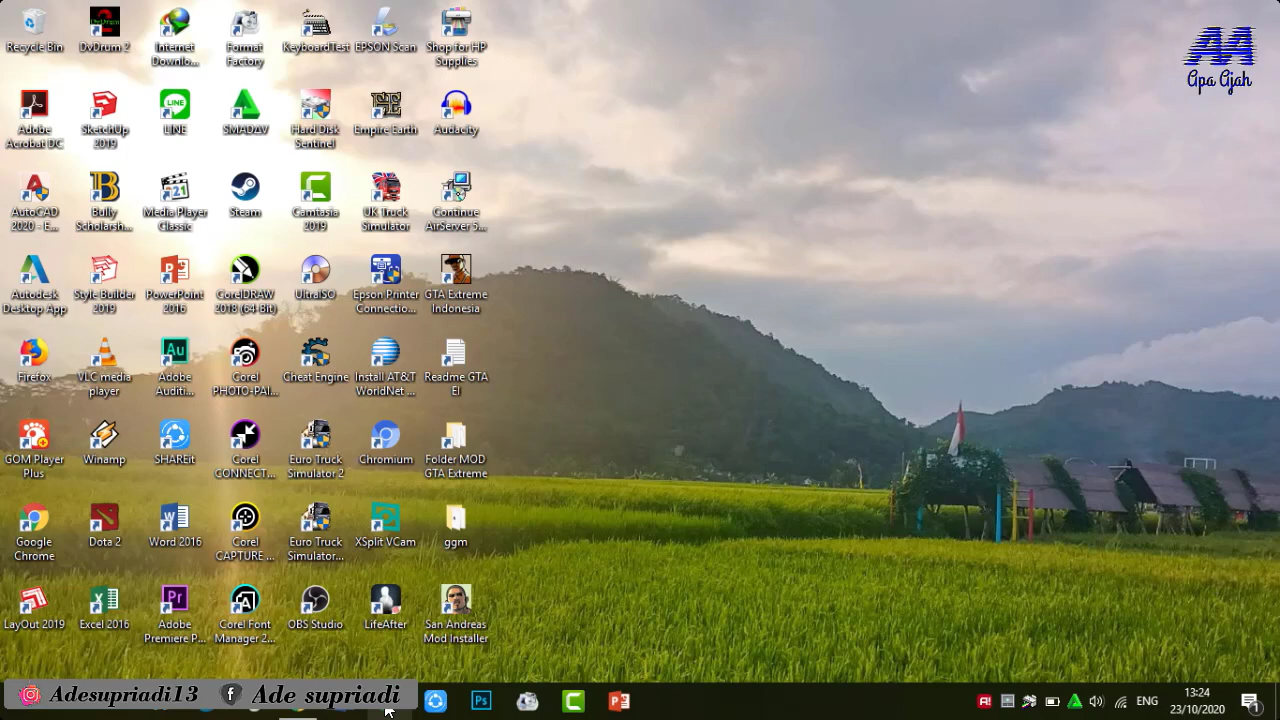 Recycle Bin
DvDrum 2
Internet
Downlo...
Format
Factory
KeyboardTest
EPSON Scan
Shop for HP
Supplies
Apa Ajah
Adobe
Acrobat DC
SketchUp
2019
LINE
SMADAV
Hard Disk
Sentinel
Empire Earth
Audacity
AutoCAD
2020 - E...
Bully
Scholarsh...
Media Player
Classic
Steam
Camtasia
2019
UK Truck
Simulator
Continue
AirServer 5...
Autodesk
Desktop App
Style Builder
2019
PowerPoint
2016
CorelDRAW
2018 (64-Bit)
UltraISO
Epson Printer
Connectio...
GTA Extreme
Indonesia
Firefox
VLC media
player
Adobe
Auditi...
Corel
PHOTO-PAI...
Cheat Engine
Install AT&T
WorldNet ...
Readme GTA
EI
GOM Player
Plus
Winamp
SHAREit
Corel
CONNECT...
Euro Truck
Simulator 2
Chromium
Folder MOD
GTA Extreme
Google
Chrome
Dota 2
Word 2016
Corel
CAPTURE ...
Euro Truck
Simulator...
XSplit VCam
ggm
LayOut 2019
Excel 2016
Adobe
Premiere P...
Corel Font
Manager 2...
OBS Studio
LifeAfter
San Andreas
Mod Installer
Adesupriadi13
Ade supriadi
ENG
13:24
23/10/2020